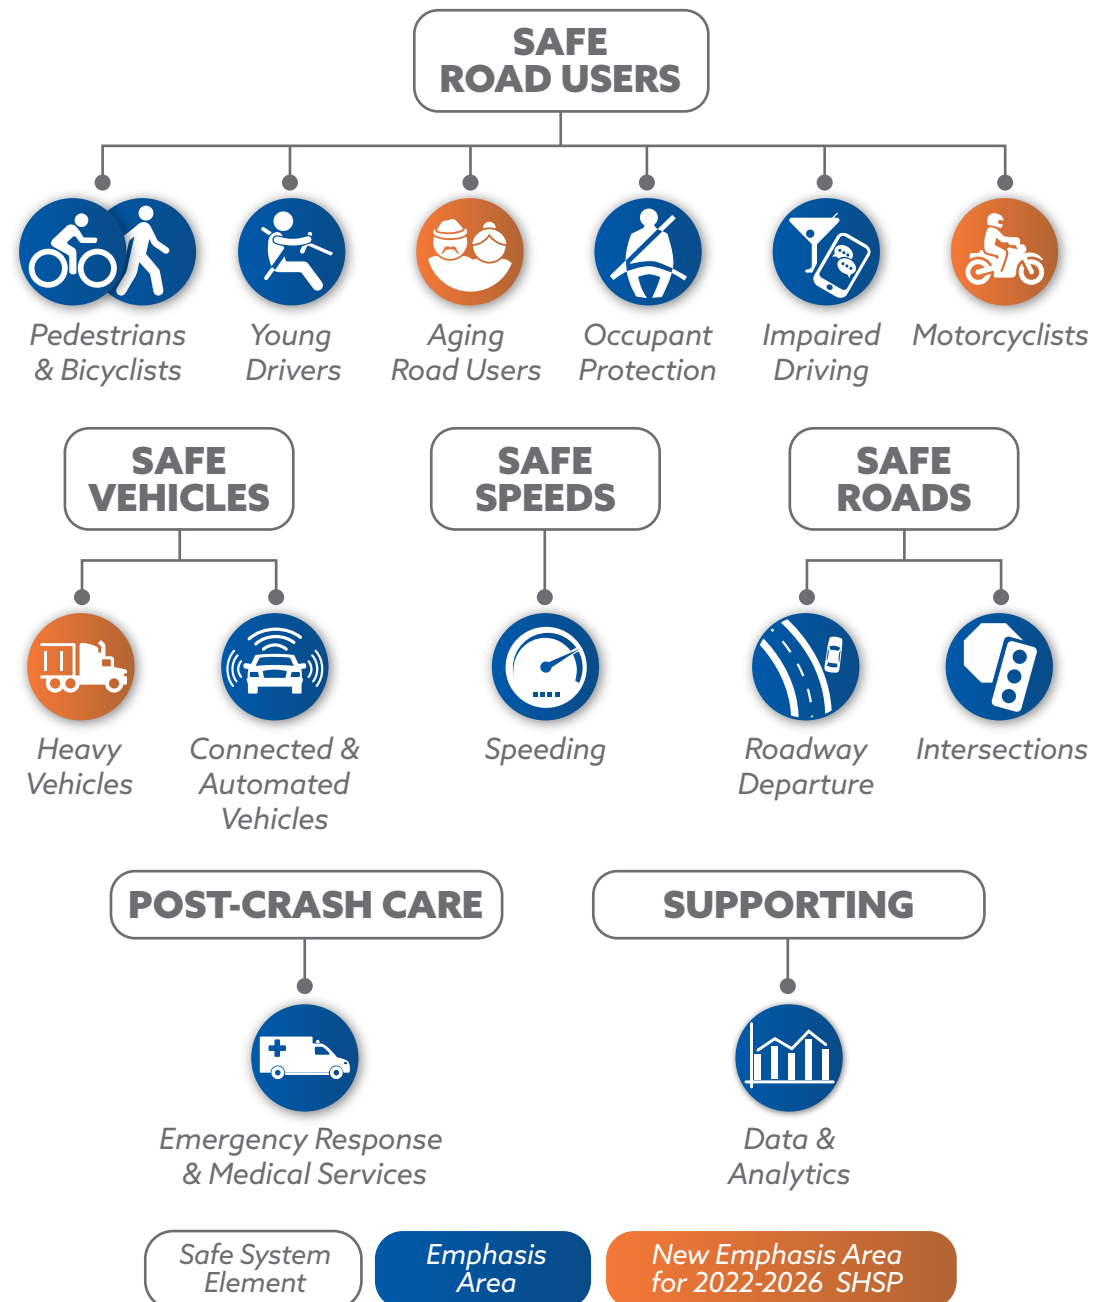 SAFE
ROAD USERS
Pedestrians
& Bicyclists
Young
Drivers
Aging
Road Users
Occupant
Protection
Impaired
Driving
Motorcyclists
SAFE
VEHICLES
SAFE
SPEEDS
SAFE
ROADS
Heavy
Vehicles
Connected &
Automated
Vehicles
Speeding
Roadway
Departure
Intersections
POST-CRASH CARE
SUPPORTING
Emergency Response
& Medical Services
Data &
Analytics
Safe System
Element
Emphasis
Area
New Emphasis Area
for 2022-2026 SHSP